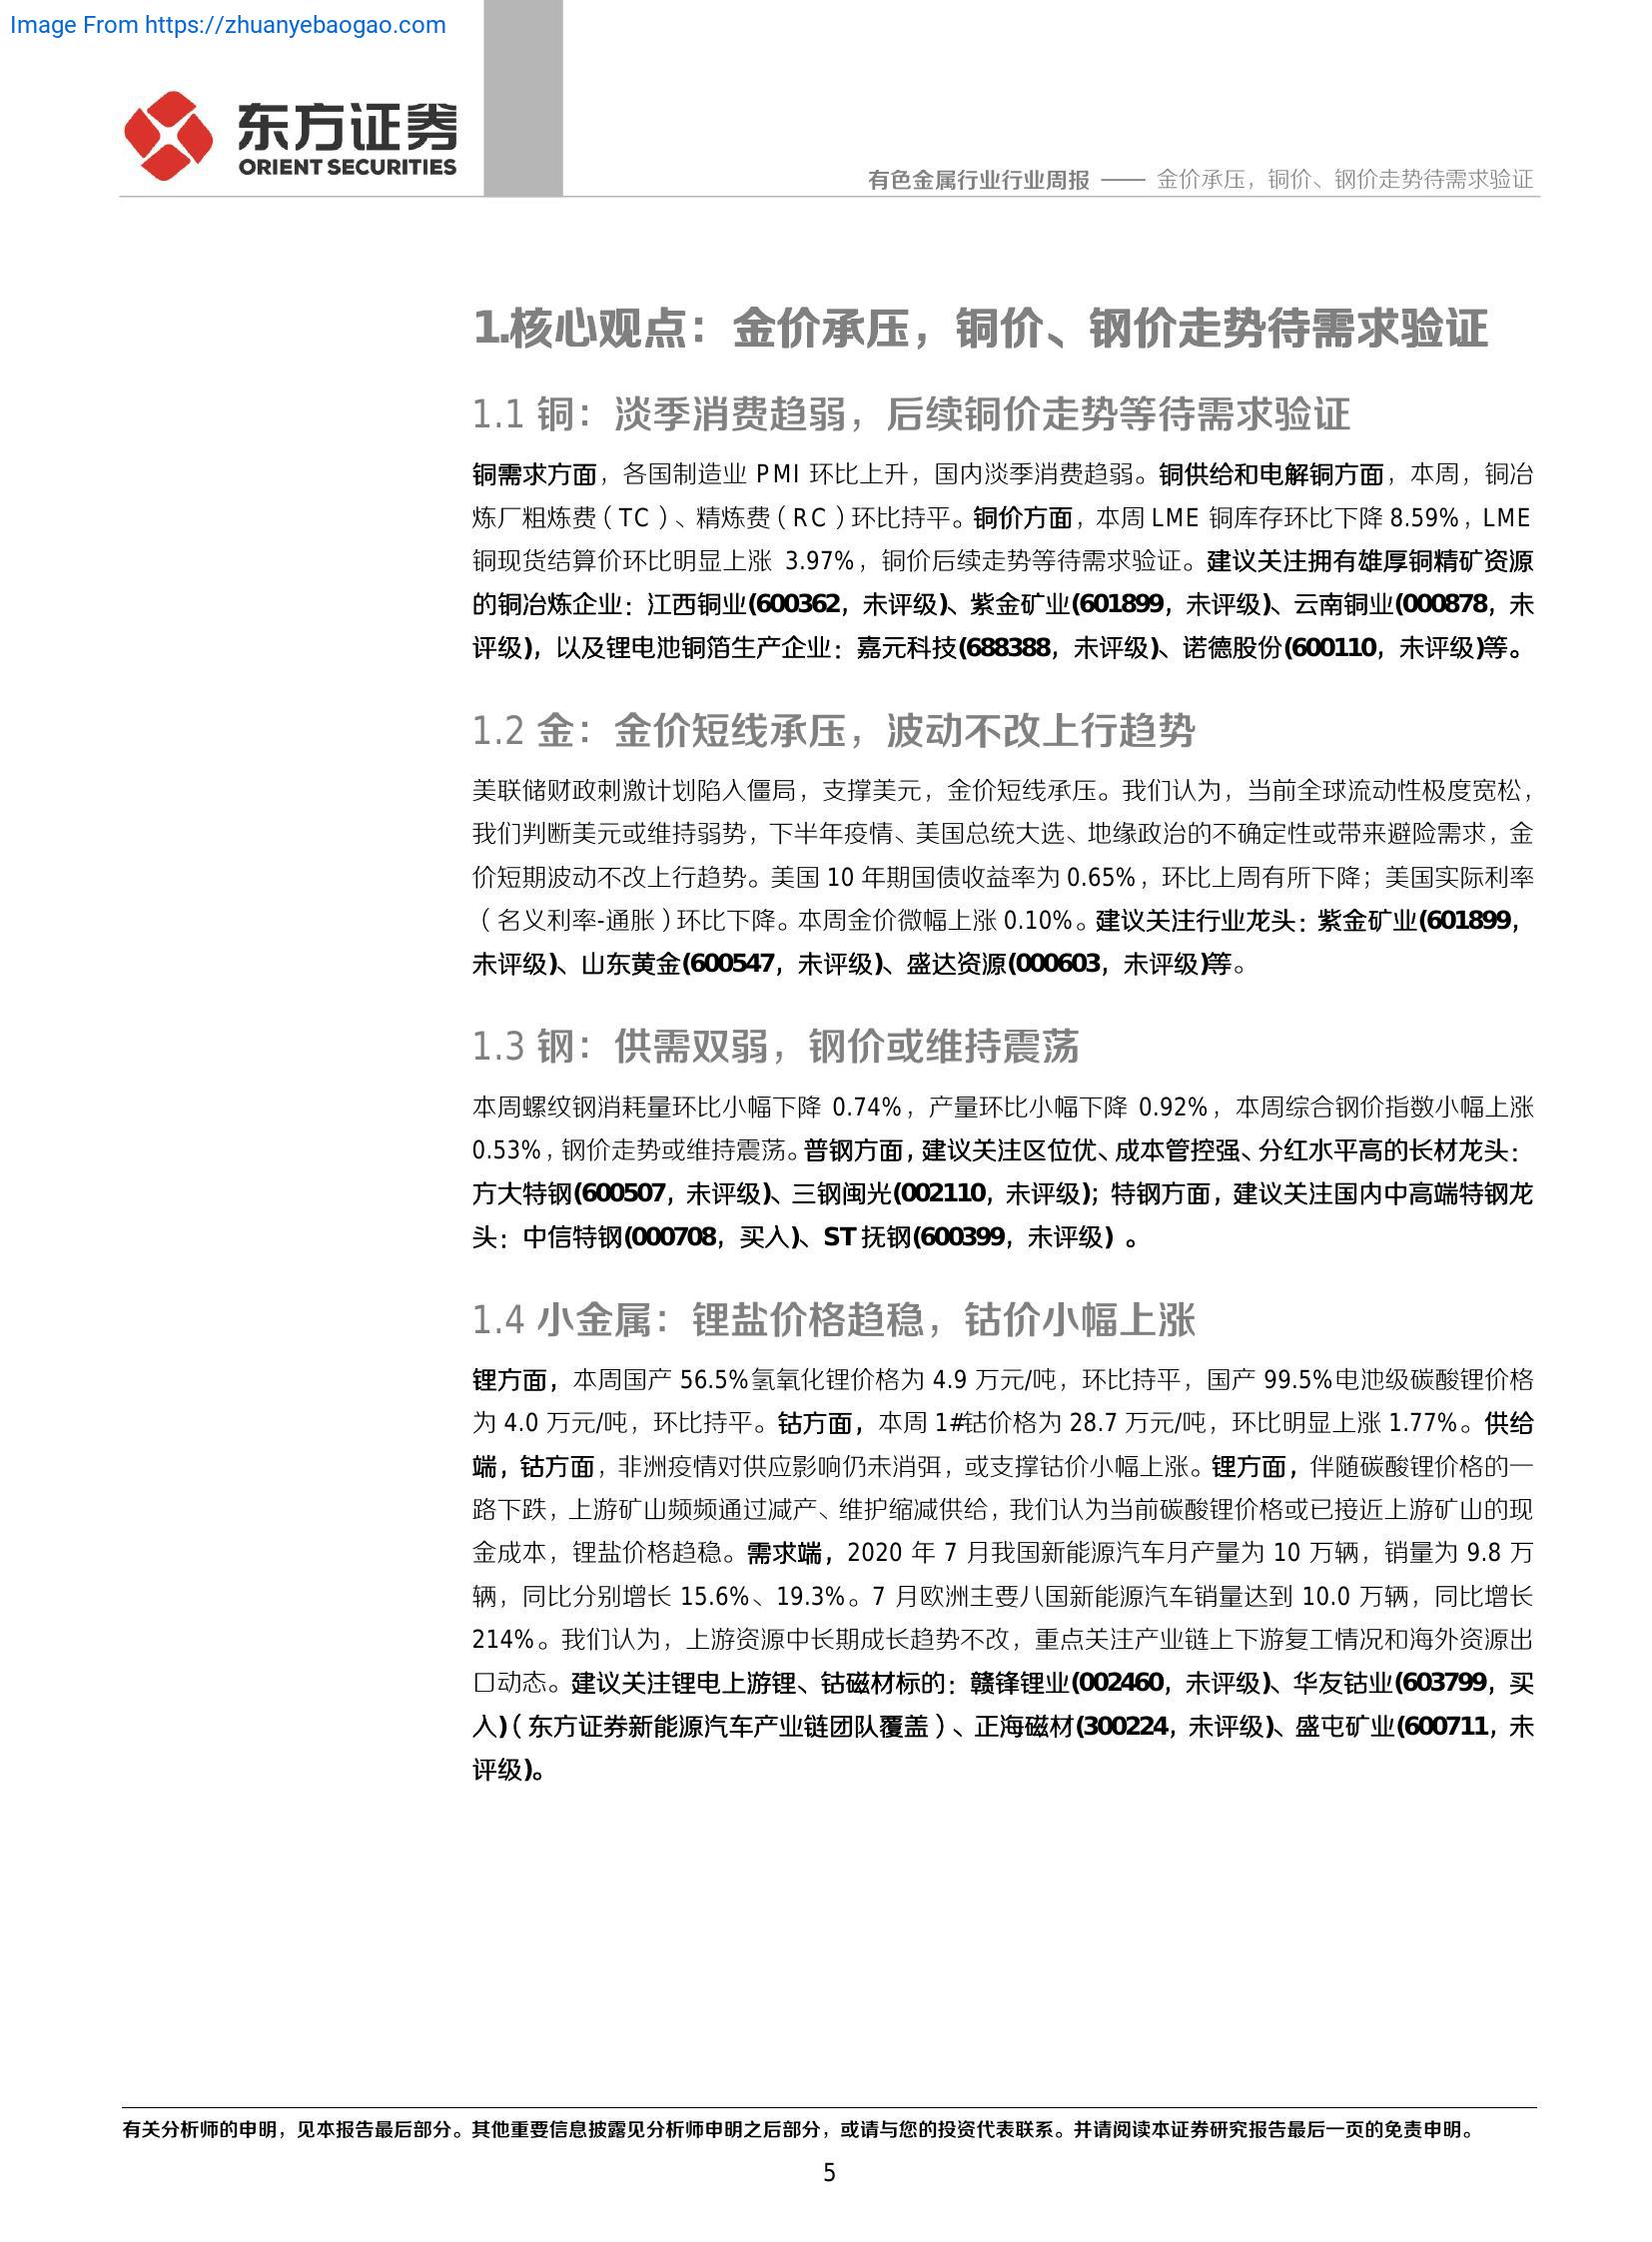 Image From https://zhuanyebaogao.com
东方证券
ORIENT SECURITIES
有色金属行业行业周报 —— 金价承压，铜价、钢价走势待需求验证
1.核心观点：金价承压，铜价、钢价走势待需求验证
1.1 铜：淡季消费趋弱，后续铜价走势等待需求验证
铜需求方面，各国制造业 PMI 环比上升，国内淡季消费趋弱。铜供给和电解铜方面，本周，铜冶
炼厂粗炼费（TC）、精炼费（RC）环比持平。铜价方面，本周 LME 铜库存环比下降 8.59%，LME
铜现货结算价环比明显上涨 3.97%，铜价后续走势等待需求验证。建议关注拥有雄厚铜精矿资源
的铜冶炼企业：江西铜业(600362，未评级)、紫金矿业(601899，未评级)、云南铜业(000878，未
评级)，以及锂电池铜箔生产企业：嘉元科技(688388，未评级)、诺德股份(600110，未评级)等。
1.2 金：金价短线承压，波动不改上行趋势
美联储财政刺激计划陷入僵局，支撑美元，金价短线承压。我们认为，当前全球流动性极度宽松，
我们判断美元或维持弱势，下半年疫情、美国总统大选、地缘政治的不确定性或带来避险需求，金
价短期波动不改上行趋势。美国 10 年期国债收益率为 0.65%，环比上周有所下降；美国实际利率
（名义利率-通胀）环比下降。本周金价微幅上涨 0.10%。建议关注行业龙头：紫金矿业(601899，
未评级)、山东黄金(600547，未评级)、盛达资源(000603，未评级)等。
1.3 钢：供需双弱，钢价或维持震荡
本周螺纹钢消耗量环比小幅下降 0.74%，产量环比小幅下降 0.92%，本周综合钢价指数小幅上涨
0.53%，钢价走势或维持震荡。普钢方面，建议关注区位优、成本管控强、分红水平高的长材龙头：
方大特钢(600507，未评级)、三钢闽光(002110，未评级)；特钢方面，建议关注国内中高端特钢龙
头：中信特钢(000708，买入)、ST 抚钢(600399，未评级) 。
1.4 小金属：锂盐价格趋稳，钴价小幅上涨
锂方面，本周国产 56.5%氢氧化锂价格为 4.9 万元/吨，环比持平，国产 99.5%电池级碳酸锂价格
为 4.0 万元/吨，环比持平。钴方面，本周 1#钴价格为 28.7 万元/吨，环比明显上涨 1.77%。供给
端，钴方面，非洲疫情对供应影响仍未消弭，或支撑钴价小幅上涨。锂方面，伴随碳酸锂价格的一
路下跌，上游矿山频频通过减产、维护缩减供给，我们认为当前碳酸锂价格或已接近上游矿山的现
金成本，锂盐价格趋稳。需求端，2020 年 7 月我国新能源汽车月产量为 10 万辆，销量为 9.8 万
辆，同比分别增长 15.6%、19.3%。7 月欧洲主要八国新能源汽车销量达到 10.0 万辆，同比增长
214%。我们认为，上游资源中长期成长趋势不改，重点关注产业链上下游复工情况和海外资源出
口动态。建议关注锂电上游锂、钴磁材标的：赣锋锂业(002460，未评级)、华友钴业(603799，买
入)（东方证券新能源汽车产业链团队覆盖）、正海磁材(300224，未评级)、盛屯矿业(600711，未
评级)。
有关分析师的申明，见本报告最后部分。其他重要信息披露见分析师申明之后部分，或请与您的投资代表联系。并请阅读本证券研究报告最后一页的免责申明。
5